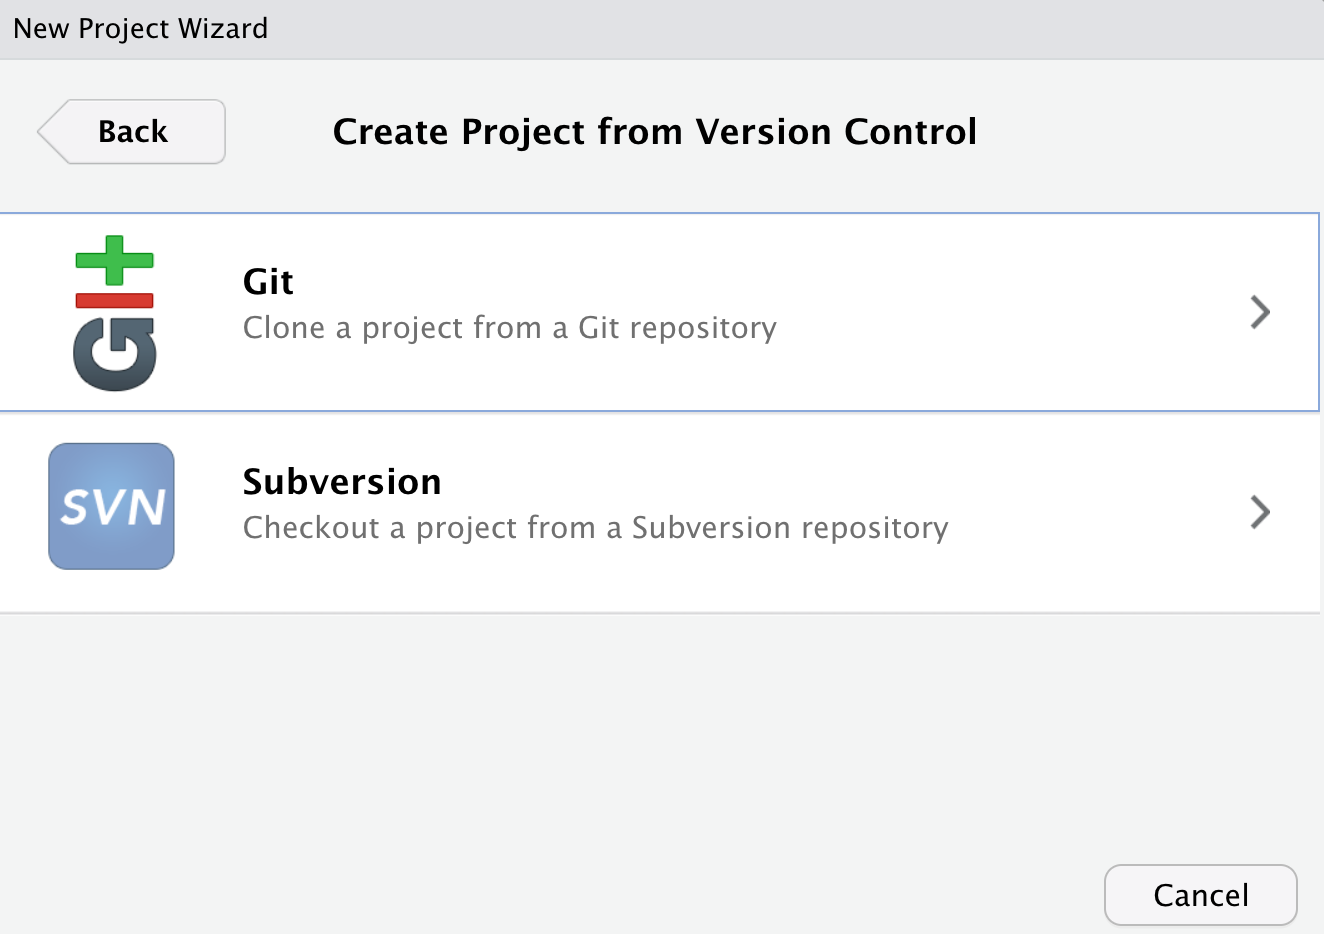 New Project Wizard
Back
Create Project from Version Control
Git
Git
Clone a project from a Git repository
SVN
Subversion
Checkout a project from a Subversion repository
Cancel